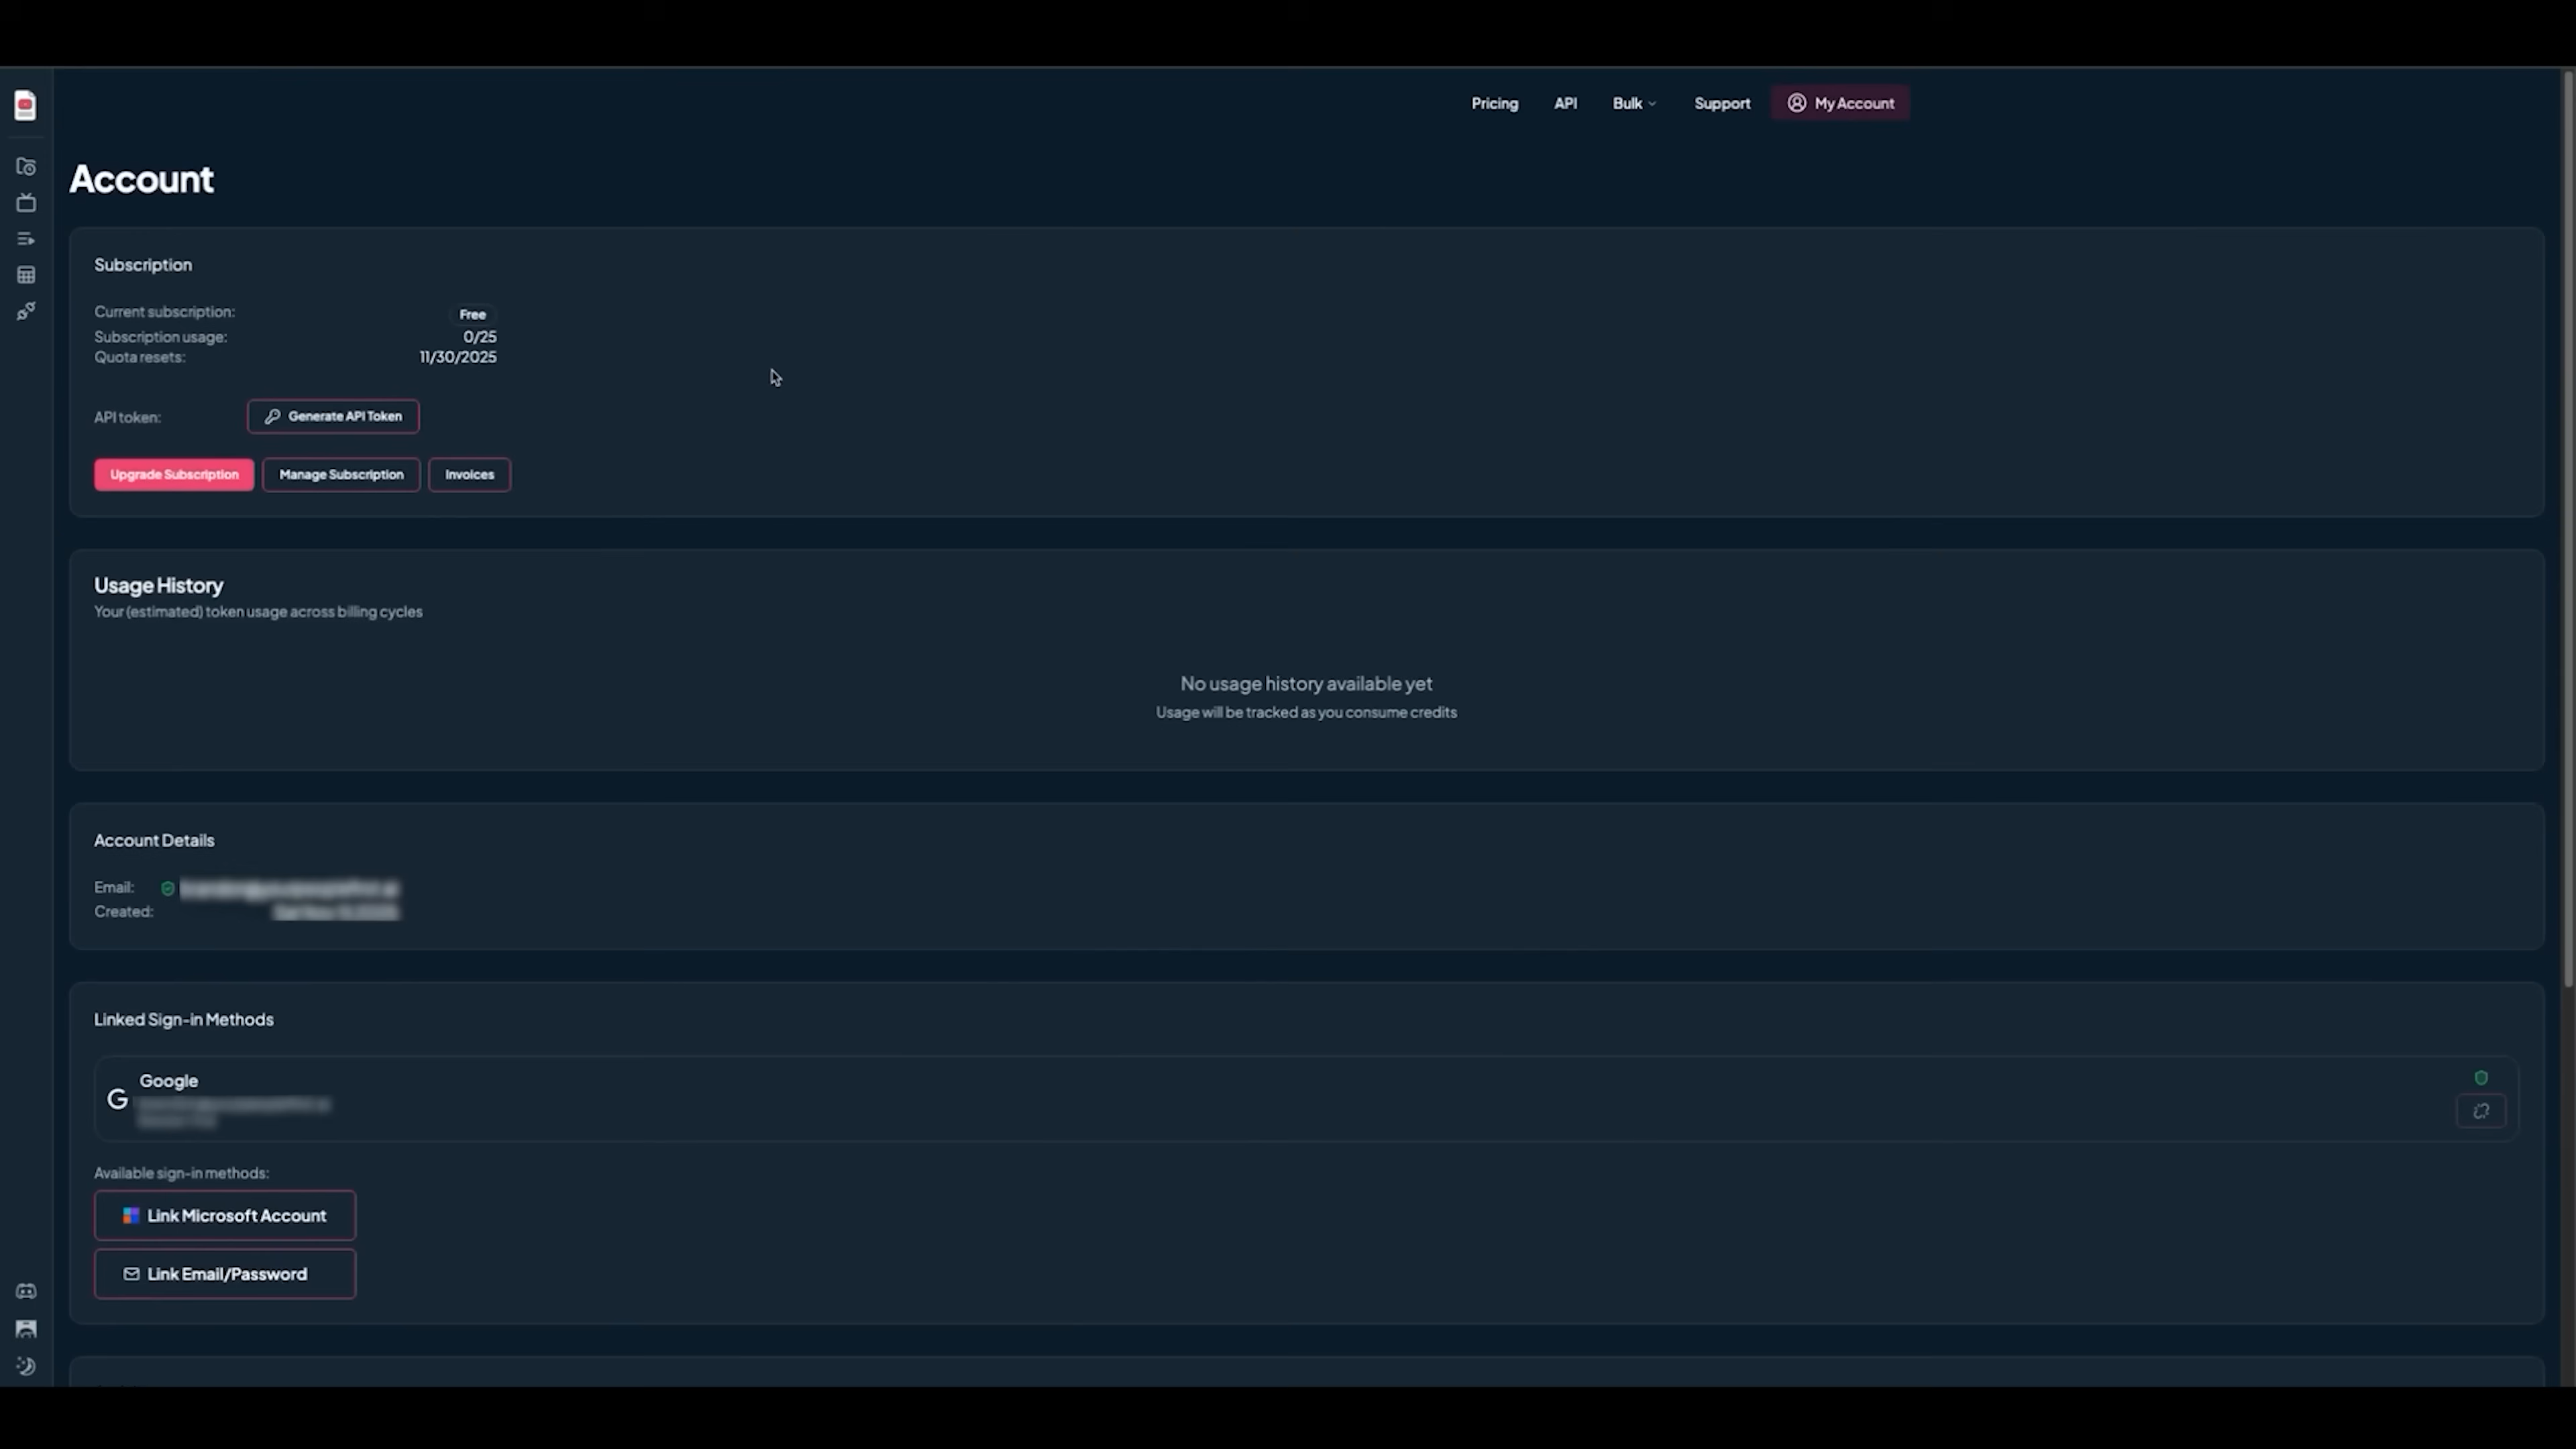 Pricing API Bulk Support My Account
Account
Subscription
Current subscription: Free
Subscription usage: 0/25
Quota resets: 11/30/2025
API token: Generate API Token
Upgrade Subscription Manage Subscription Invoices
Usage History
Your (estimated) token usage across billing cycles
No usage history available yet
Usage will be tracked as you consume credits
Account Details
Email:
Created:
Linked Sign-in Methods
Google
Available sign-in methods:
Link Microsoft Account
Link Email/Password